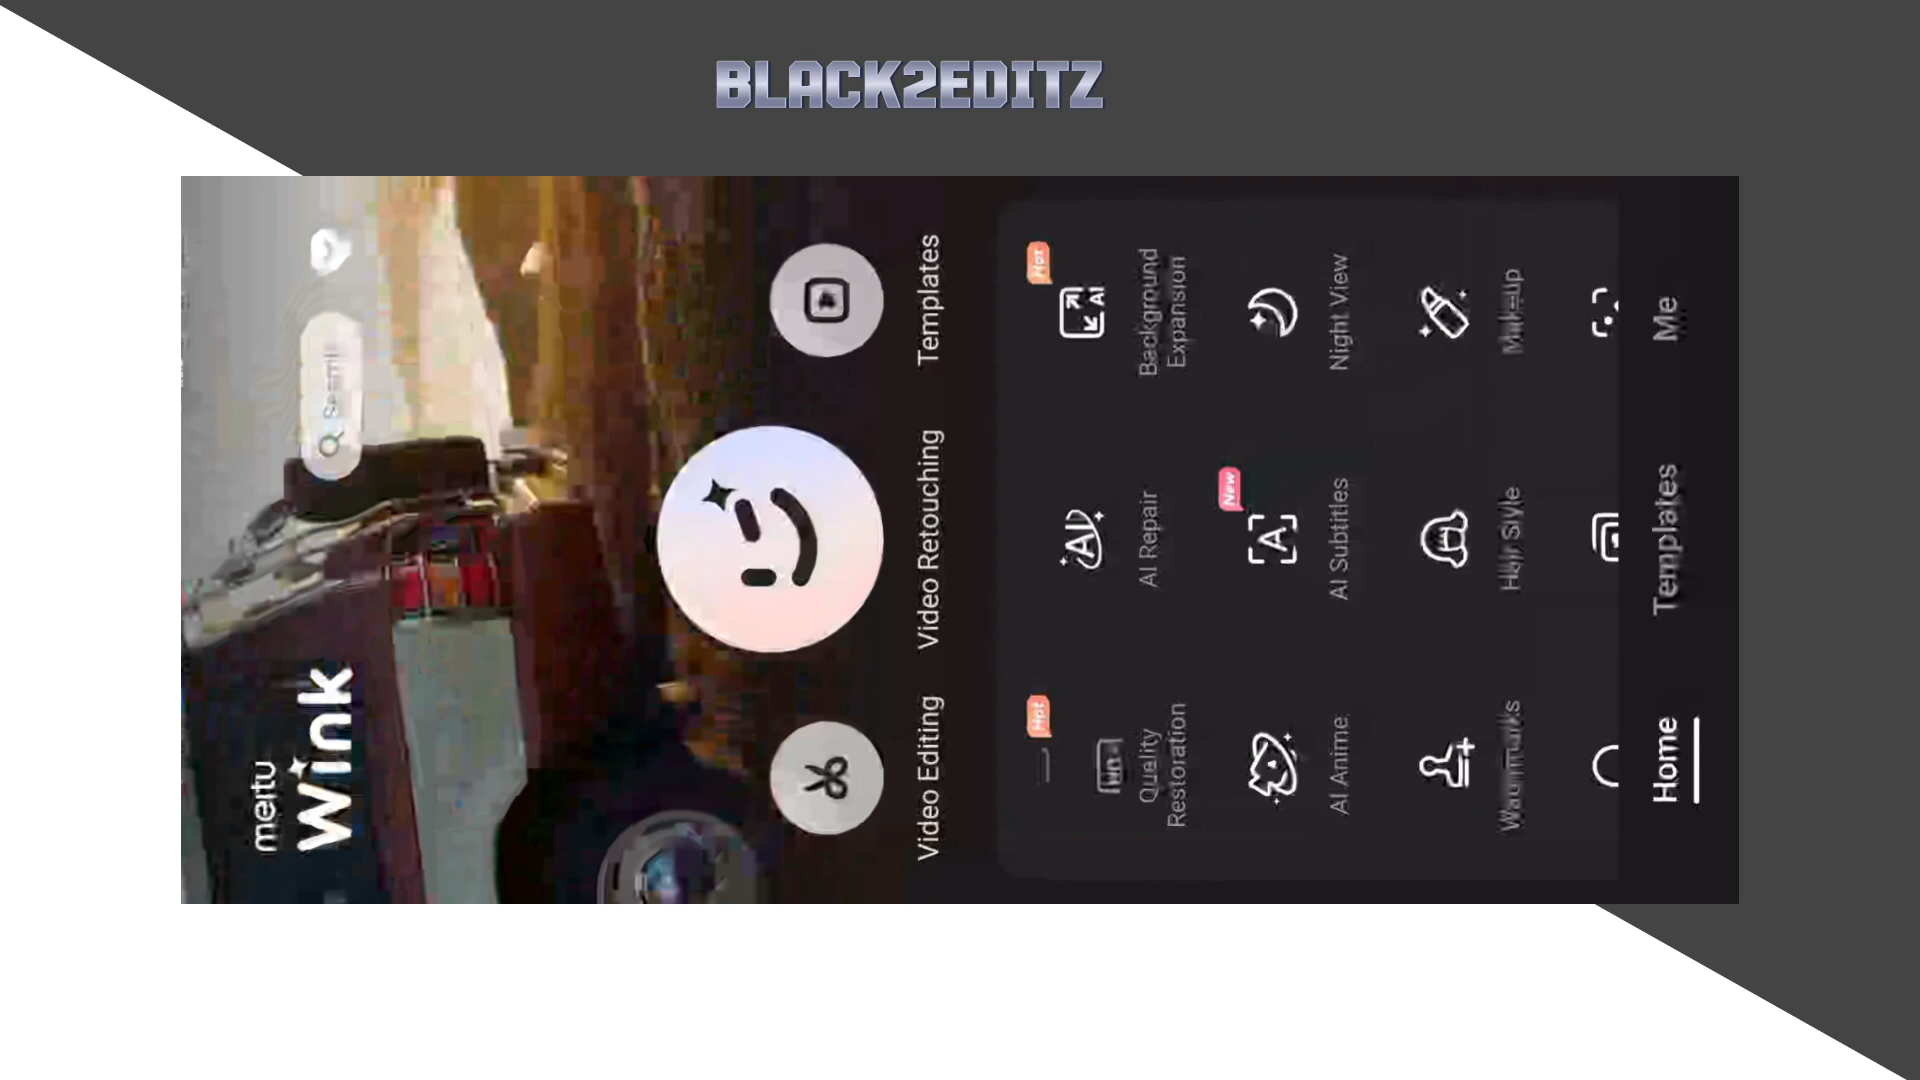 BLACK2EDITZ
meitu
Wink
Video Editing
Video Retouching
Templates
Hot
Hot
Quality
Restoration
AI Repair
Background
Expansion
AI
New
AI Anime
AI Subtitles
Night View
Hair Style
Makeup
Home
Templates
Me